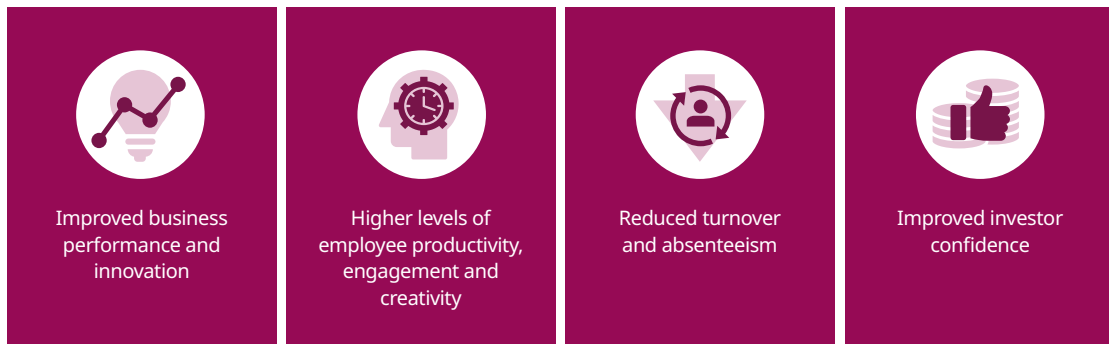 Improved business
performance and
innovation
Higher levels of
employee productivity,
engagement and
creativity
Reduced turnover
and absenteeism
Improved investor
confidence